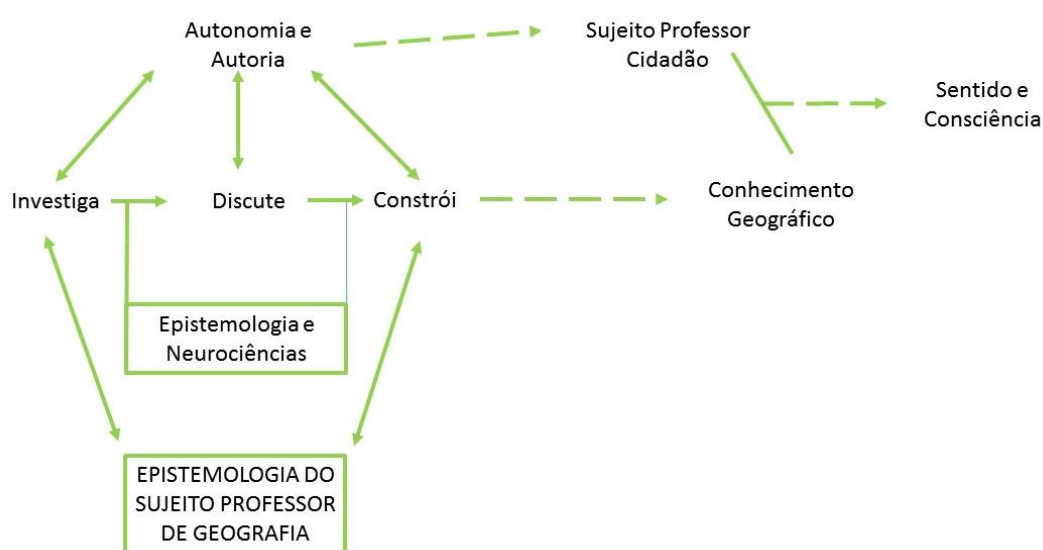 Autonomia e
Autoria
Sujeito Professor
Cidadão
Sentido e
Consciência
Investiga
Discute
Constrói
Conhecimento
Geográfico
Epistemologia e
Neurociências
EPISTEMOLOGIA DO
SUJEITO PROFESSOR
DE GEOGRAFIA